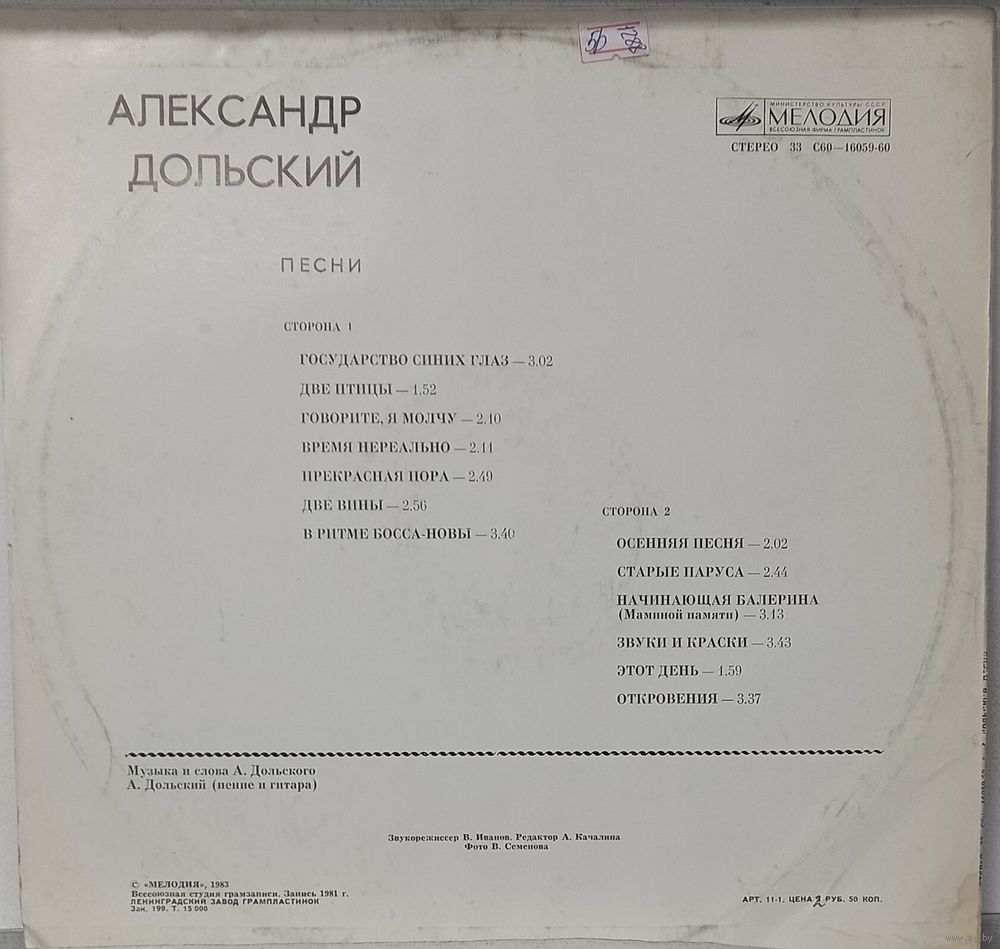 АЛЕКСАНДР
ДОЛЬСКИЙ
МИНИСТЕРСТВО КУЛЬТУРЫ СССР
МЕЛОДИЯ
ВСЕСОЮЗНАЯ ФИРМА ГРАМПЛАСТИНОК
СТЕРЕО 33 С60—16059-60
ПЕСНИ
СТОРОНА 1
ГОСУДАРСТВО СИНИХ ГЛАЗ — 3.02
ДВЕ ПТИЦЫ — 1.52
ГОВОРИТЕ, Я МОЛЧУ — 2.10
ВРЕМЯ НЕРЕАЛЬНО — 2.11
ПРЕКРАСНАЯ ПОРА — 2.49
ДВЕ ВИНЫ — 2.56
В РИТМЕ БОССА-НОВЫ — 3.40
СТОРОНА 2
ОСЕННЯЯ ПЕСНЯ — 2.02
СТАРЫЕ ПАРУСА — 2.44
НАЧИНАЮЩАЯ БАЛЕРИНА
(Маминой памяти) — 3.13
ЗВУКИ И КРАСКИ — 3.43
ЭТОТ ДЕНЬ — 1.59
ОТКРОВЕНИЯ — 3.37
Музыка и слова А. Дольского
А. Дольский (пение и гитара)
Звукорежиссер В. Иванов. Редактор А. Качалина
Фото В. Семенова
© «МЕЛОДИЯ», 1983
Всесоюзная студия грамзаписи. Запись 1981 г.
ЛЕНИНГРАДСКИЙ ЗАВОД ГРАМПЛАСТИНОК
Зак. 199. Т. 15 000
АРТ. 11-1. ЦЕНА 2 РУБ. 50 КОП.
www.ay.by